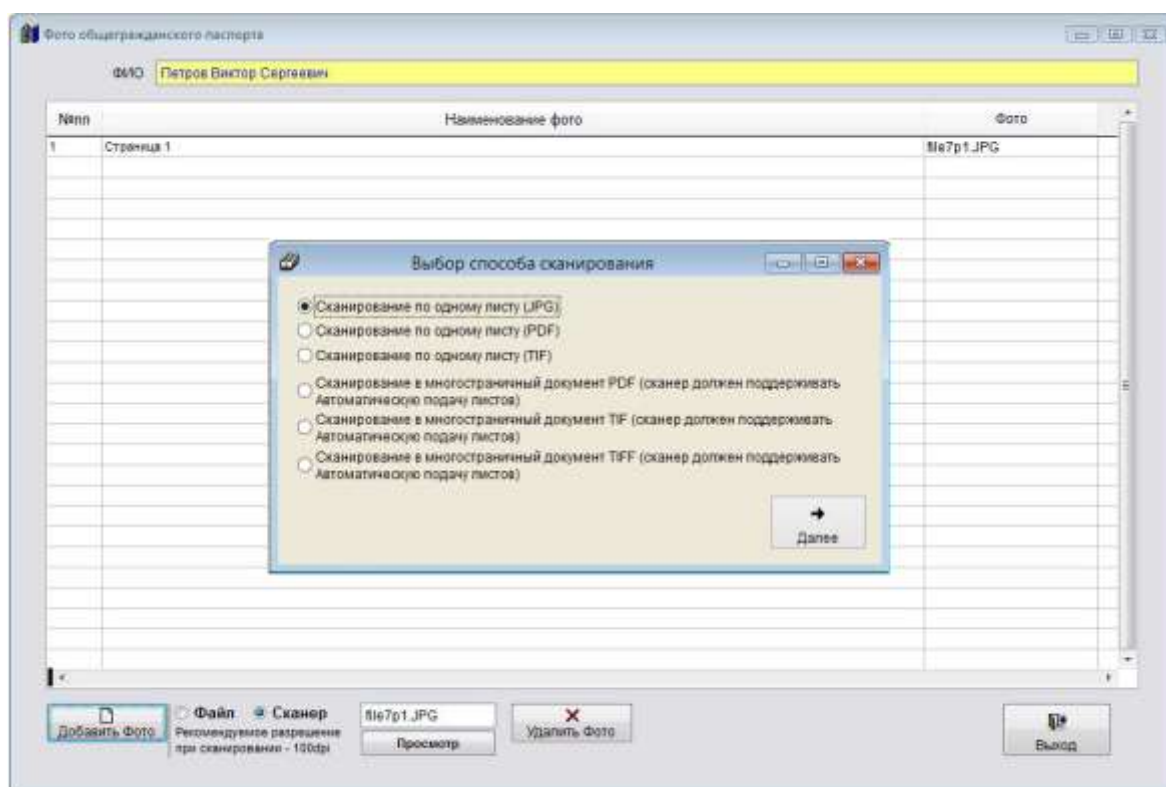 Фото общегражданского паспорта
ФИО Петров Виктор Сергеевич
№пп Наименование фото Фото
1 Страница 1 file7p1.JPG
Выбор способа сканирования
Сканирование по одному листу (JPG)
Сканирование по одному листу (PDF)
Сканирование по одному листу (TIF)
Сканирование в многостраничный документ PDF (сканер должен поддерживать
Автоматическую подачу листов)
Сканирование в многостраничный документ TIF (сканер должен поддерживать
Автоматическую подачу листов)
Сканирование в многостраничный документ TIFF (сканер должен поддерживать
Автоматическую подачу листов)
Далее
Добавить Фото
Файл Сканер
Рекомендуемое разрешение
при сканировании - 100dpi
file7p1.JPG
Просмотр
Удалить Фото
Выход